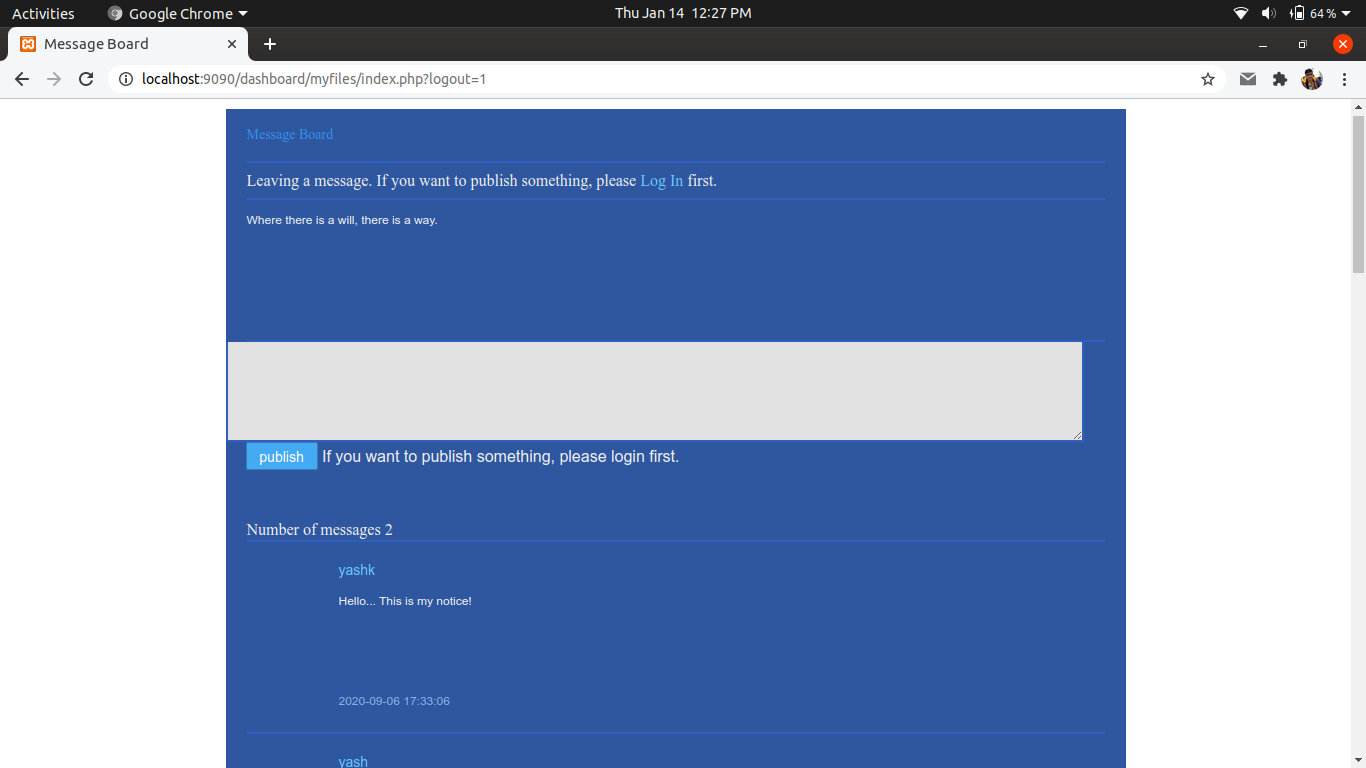 Activities Google Chrome Thu Jan 14 12:27 PM 64 %
Message Board
localhost:9090/dashboard/myfiles/index.php?logout=1
Message Board
Leaving a message. If you want to publish something, please Log In first.
Where there is a will, there is a way.
publish If you want to publish something, please login first.
Number of messages 2
yashk
Hello... This is my notice!
2020-09-06 17:33:06
yash